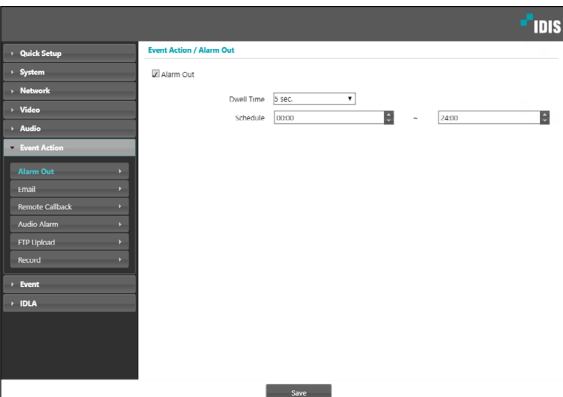 IDIS
Quick Setup
System
Network
Video
Audio
Event Action
Alarm Out
Email
Remote Callback
Audio Alarm
FTP Upload
Record
Event
IDLA
Event Action / Alarm Out
Alarm Out
Dwell Time 5 sec.
Schedule 00:00 ~ 24:00
Save